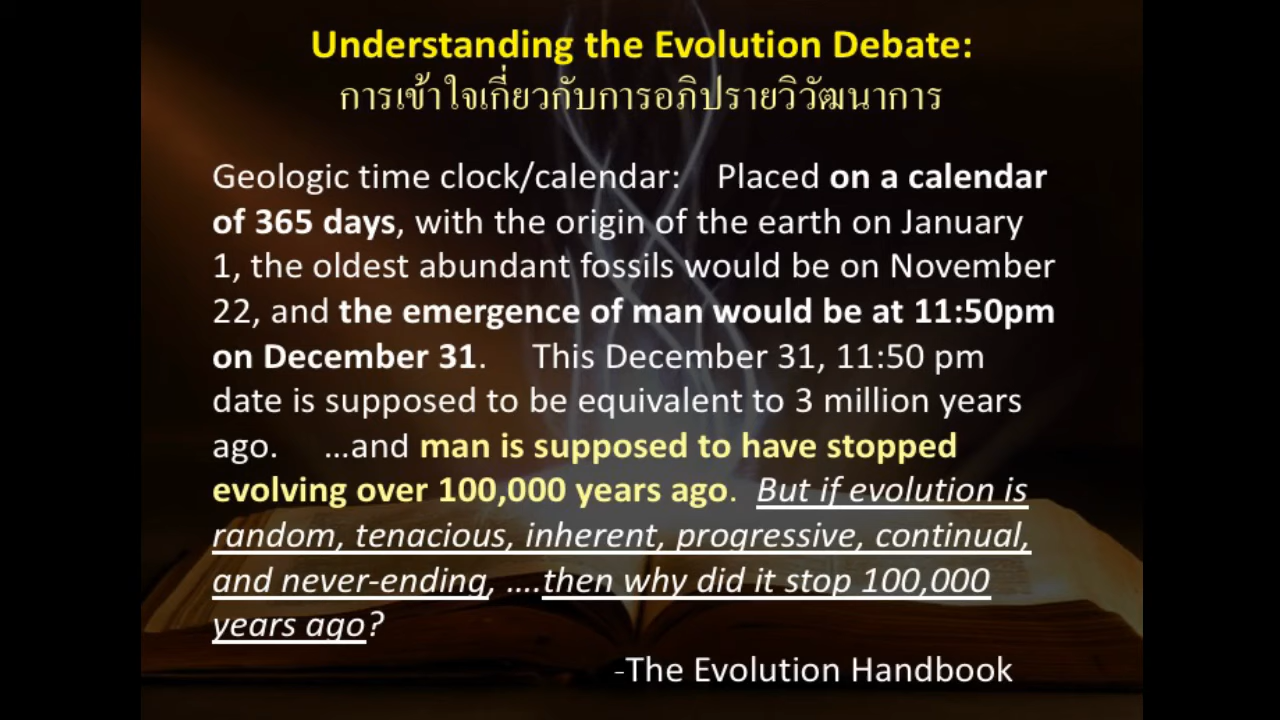 Understanding the Evolution Debate:
การเข้าใจเกี่ยวกับการอภิปรายวิวัฒนาการ
Geologic time clock/calendar: Placed on a calendar
of 365 days, with the origin of the earth on January
1, the oldest abundant fossils would be on November
22, and the emergence of man would be at 11:50pm
on December 31. This December 31, 11:50 pm
date is supposed to be equivalent to 3 million years
ago. ...and man is supposed to have stopped
evolving over 100,000 years ago. But if evolution is
random, tenacious, inherent, progressive, continual,
and never-ending, ....then why did it stop 100,000
years ago?
-The Evolution Handbook